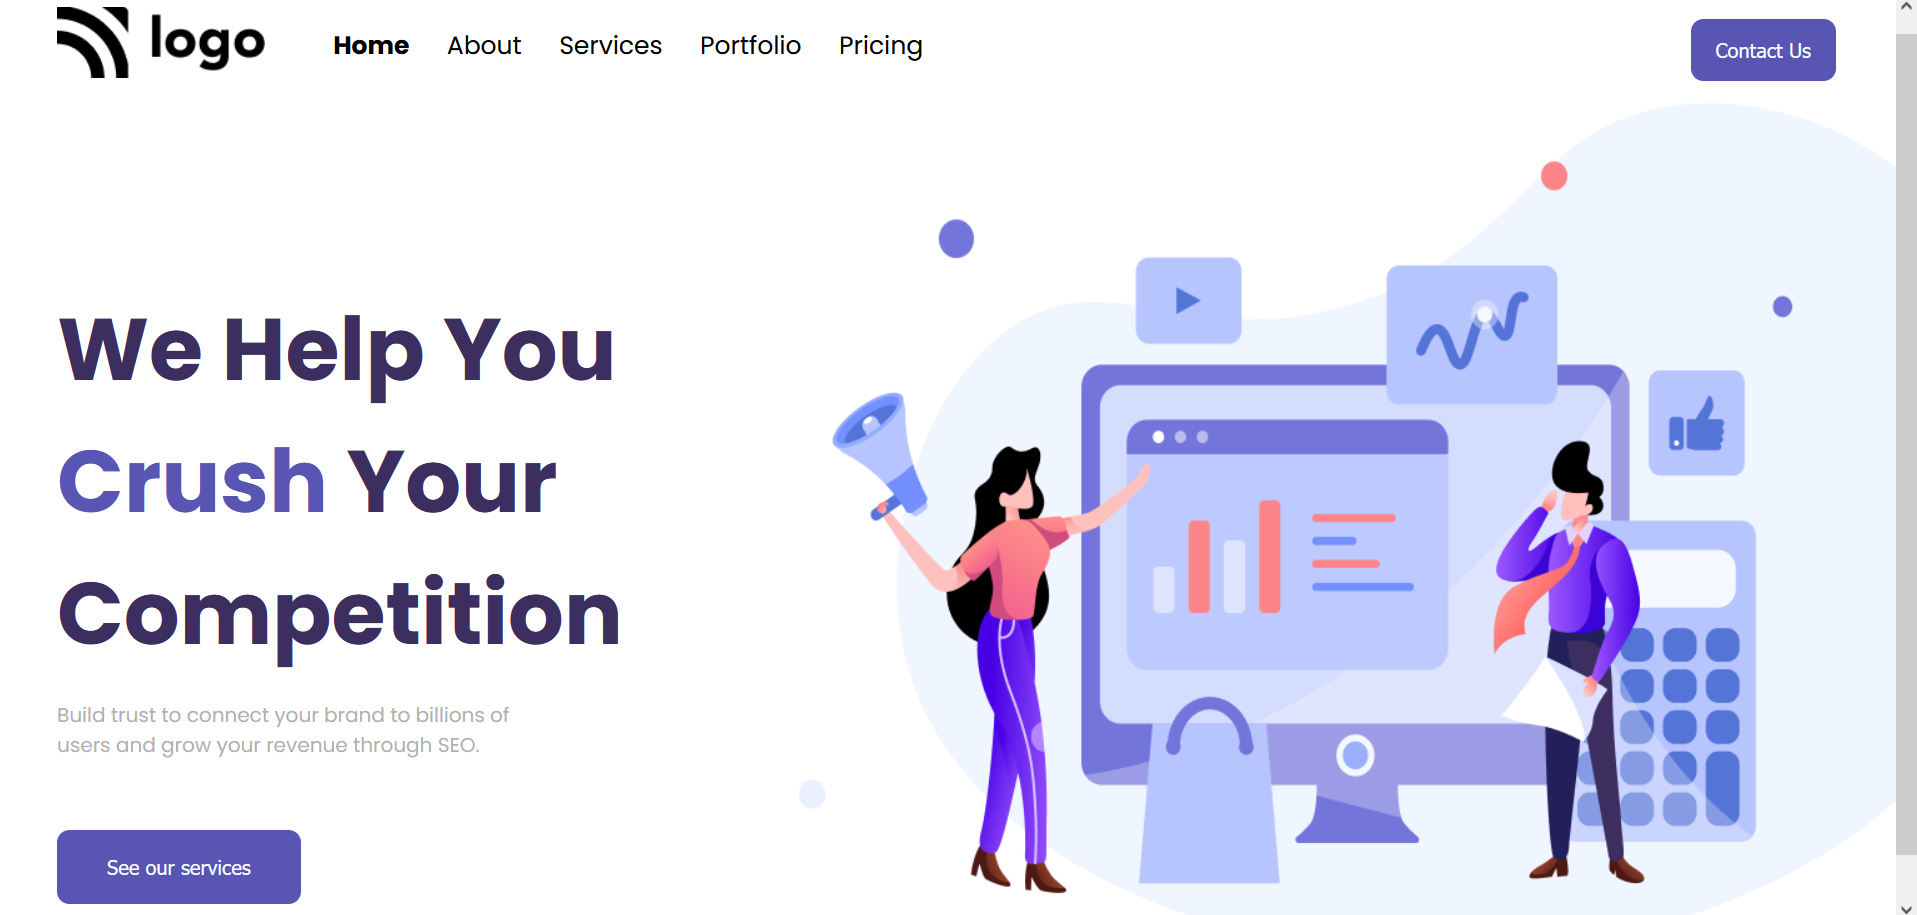 logo
Home About Services Portfolio Pricing
Contact Us
We Help You
Crush Your
Competition
Build trust to connect your brand to billions of
users and grow your revenue through SEO.
See our services